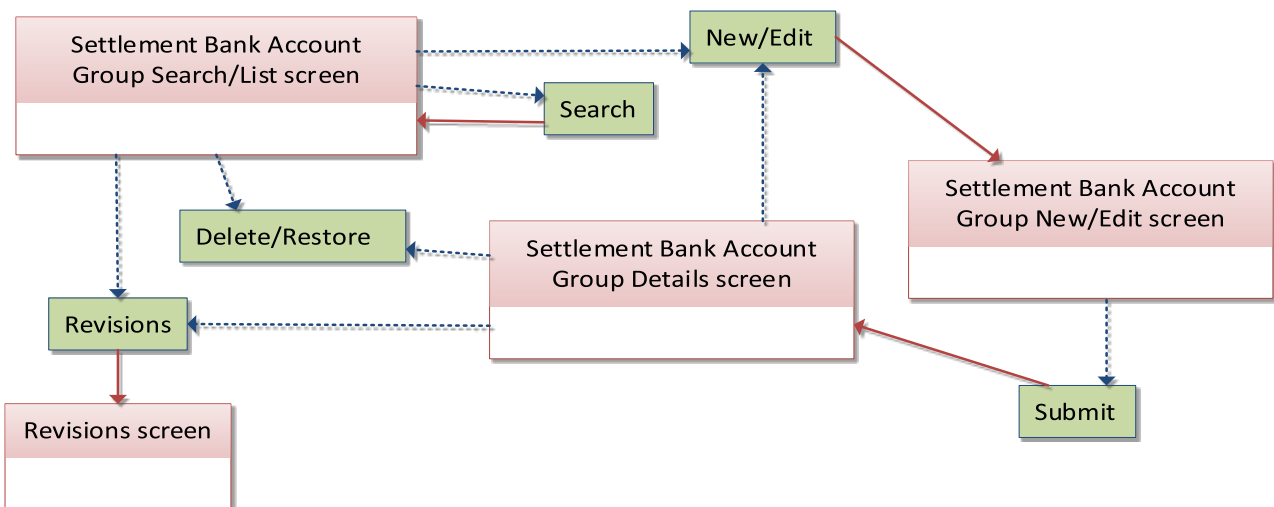 Settlement Bank Account
Group Search/List screen
New/Edit
Search
Settlement Bank Account
Group New/Edit screen
Delete/Restore
Settlement Bank Account
Group Details screen
Revisions
Submit
Revisions screen